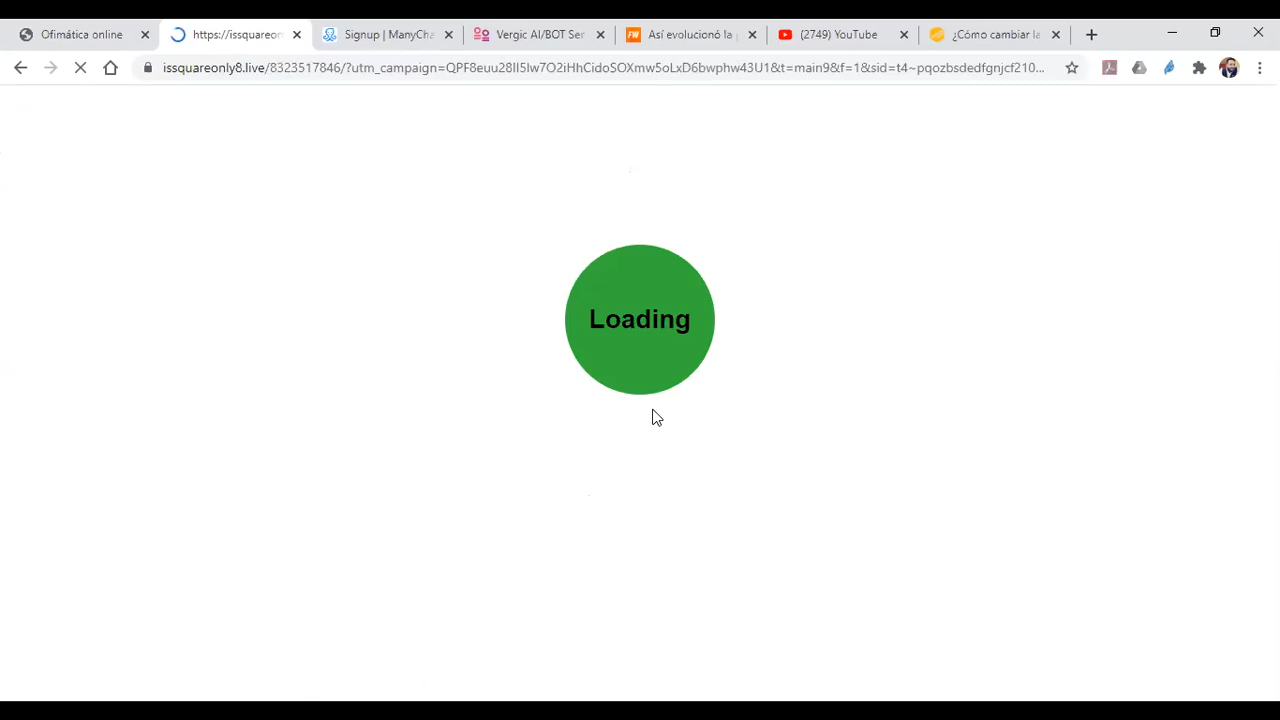 Ofimática online
https://issquareon
Signup | ManyCha
Vergic AI/BOT Ser
Así evolucionó la p
(2749) YouTube
¿Cómo cambiar la
issquareonly8.live/8323517846/?utm_campaign=QPF8euu28Il5lw7O2iHhCidoSOXmw5oLxD6bwphw43U1&t=main9&f=1&sid=t4~pqozbsdedfgnjcf210...
Loading